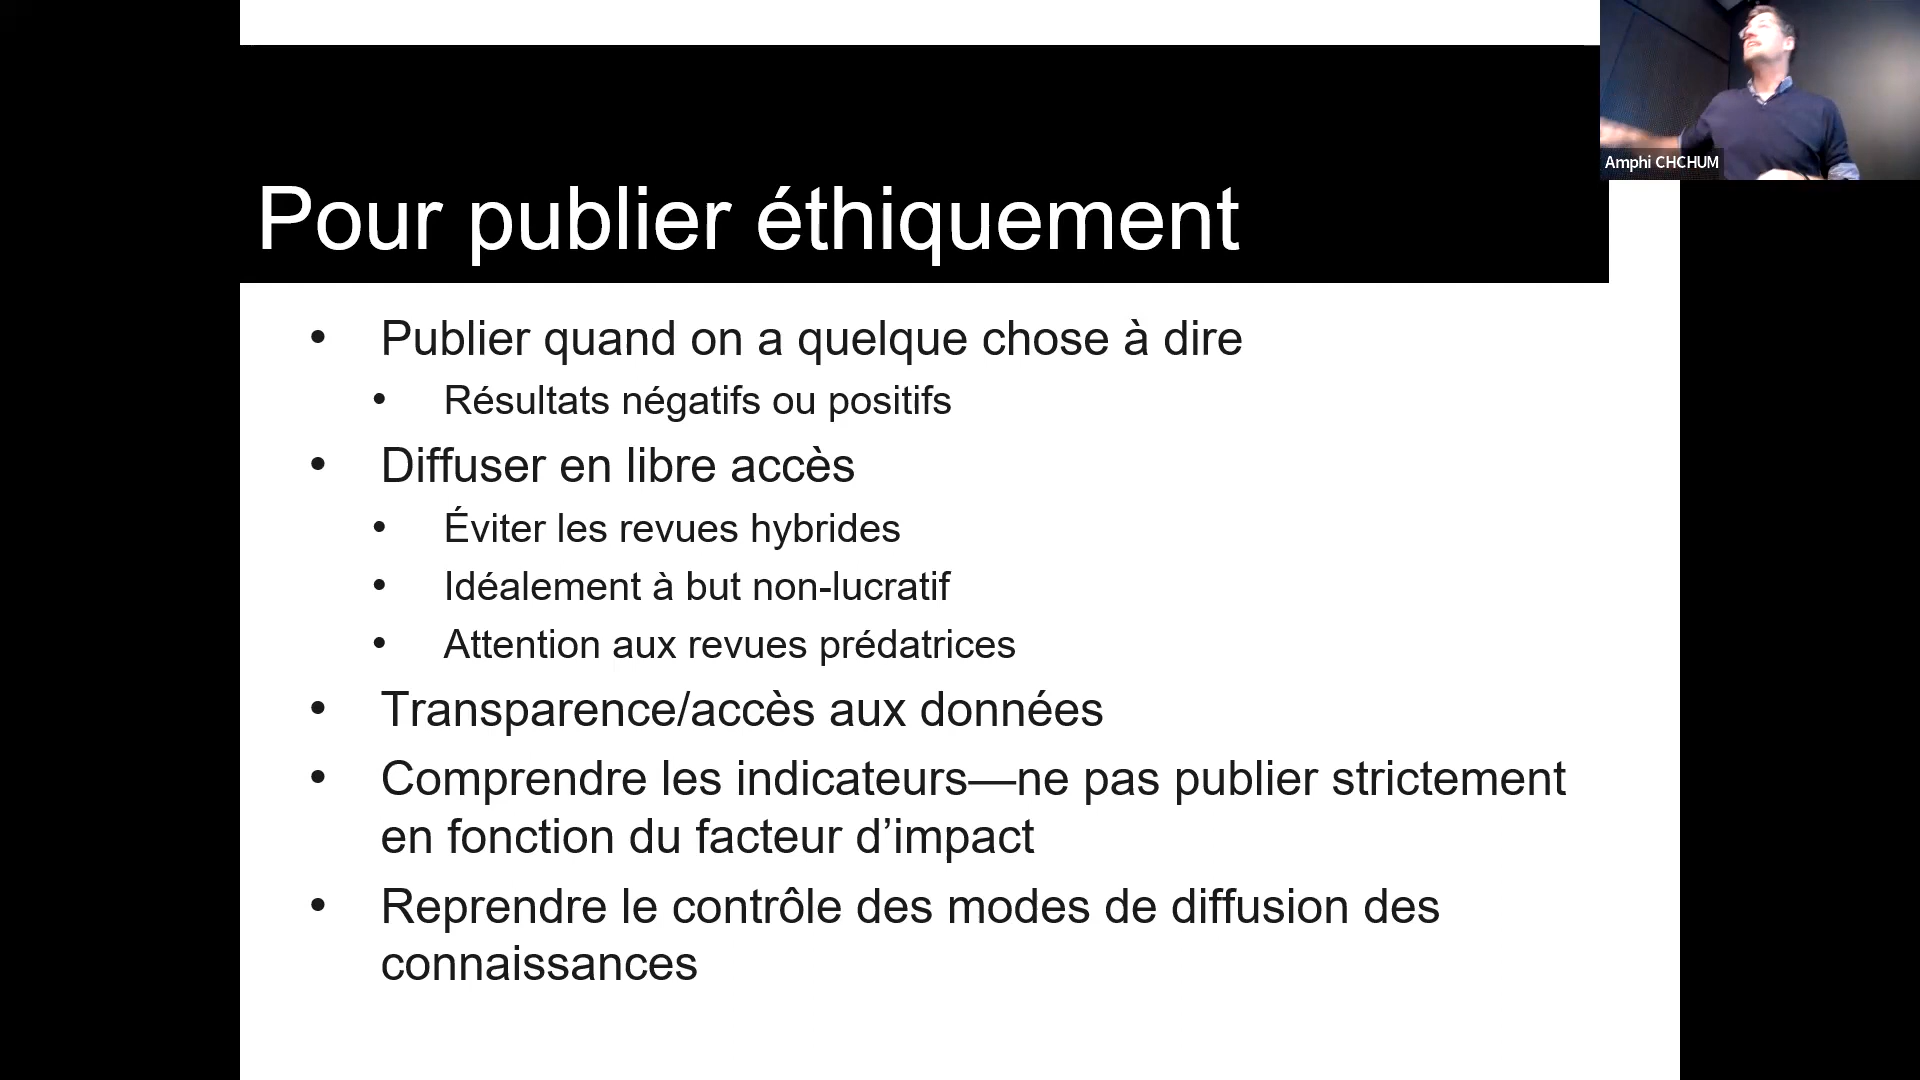 Amphi CHCHUM
Pour publier éthiquement
• Publier quand on a quelque chose à dire
• Résultats négatifs ou positifs
• Diffuser en libre accès
• Éviter les revues hybrides
• Idéalement à but non-lucratif
• Attention aux revues prédatrices
• Transparence/accès aux données
• Comprendre les indicateurs—ne pas publier strictement
en fonction du facteur d’impact
• Reprendre le contrôle des modes de diffusion des
connaissances